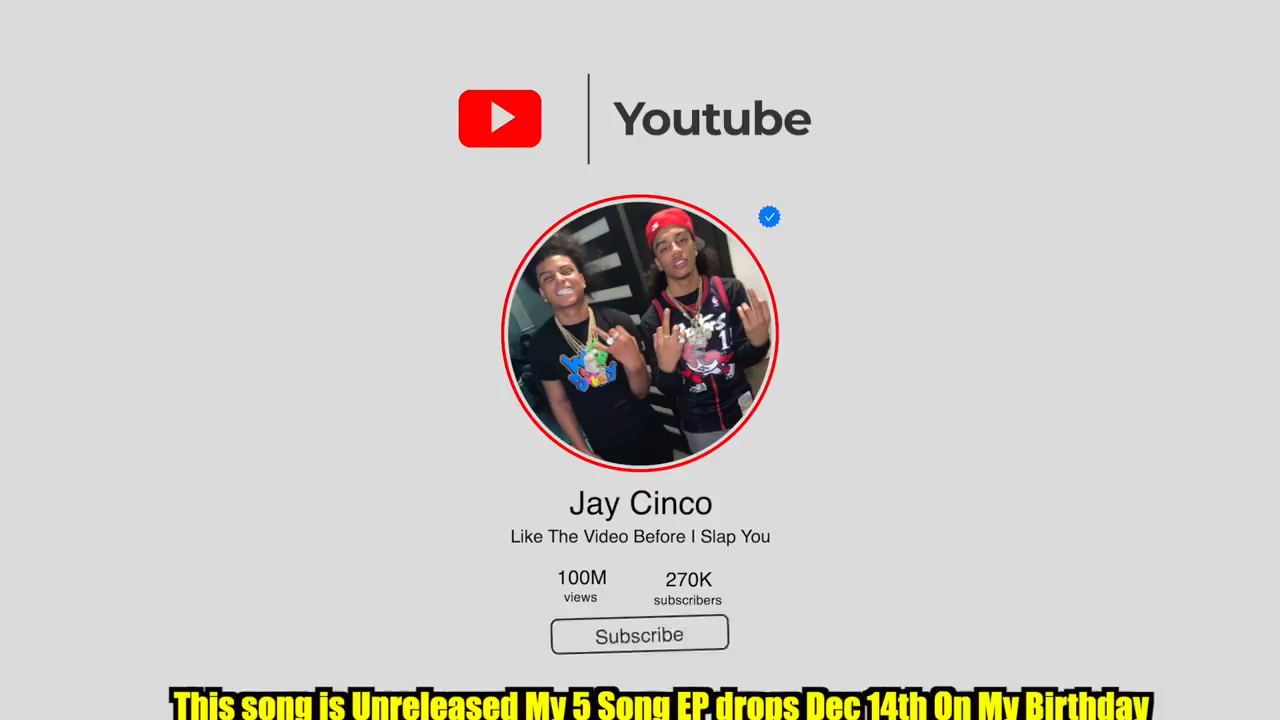 Youtube
Jay Cinco
Like The Video Before I Slap You
100M
270K
views
subscribers
Subscribe
This song is Unreleased My 5 Song EP drops Dec 14th On My Birthday